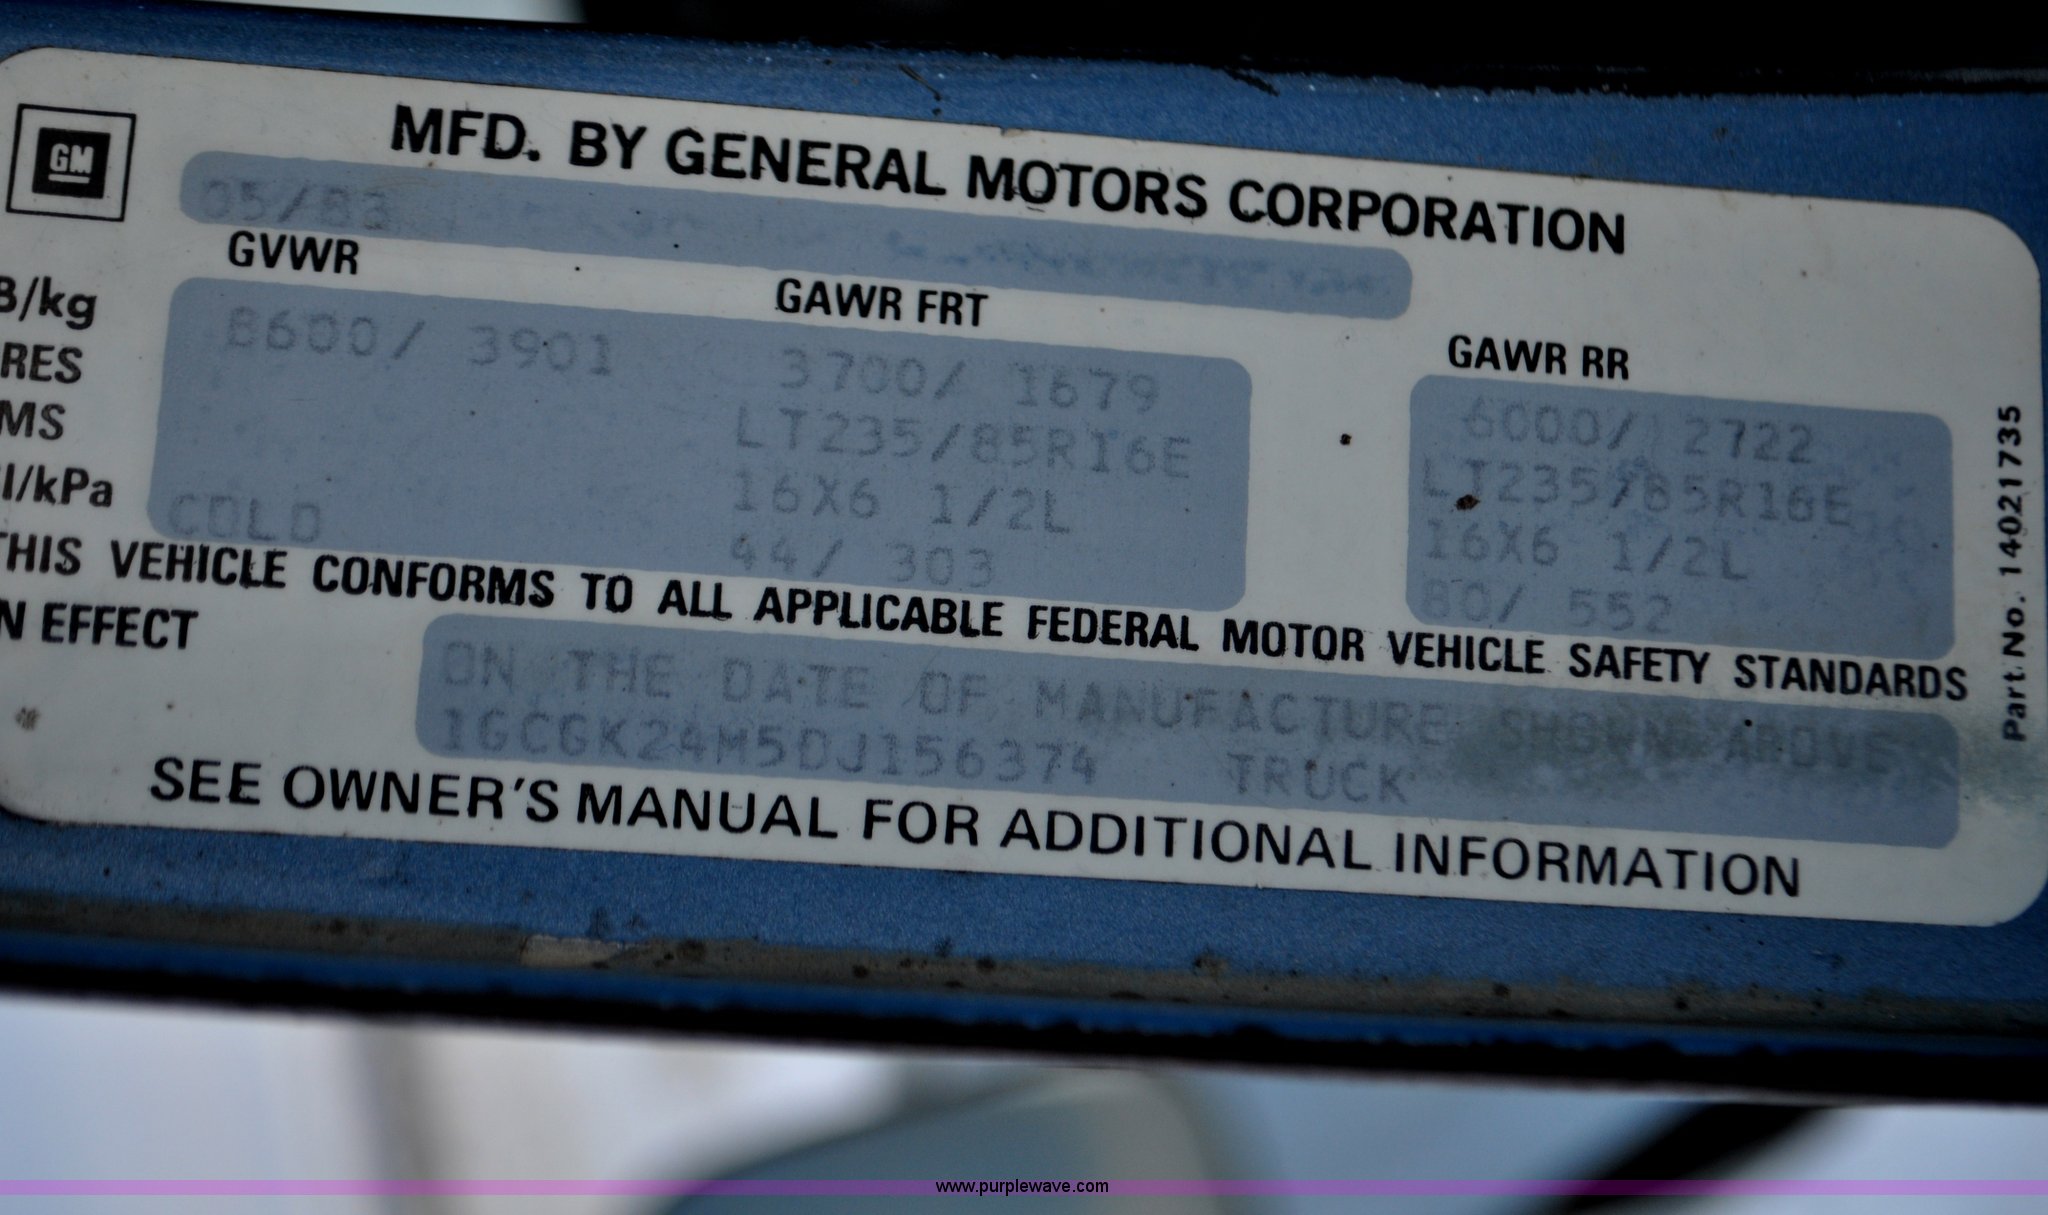 GM
MFD. BY GENERAL MOTORS CORPORATION
05/83
GVWR GAWR FRT GAWR RR
B/kg 8600/ 3901 3700/ 1679 6000/ 2722
RES LT235/85R16E LT235/85R16E
MS 16X6 1/2L 16X6 1/2L
I/kPa COLD 44/ 303 80/ 552
THIS VEHICLE CONFORMS TO ALL APPLICABLE FEDERAL MOTOR VEHICLE SAFETY STANDARDS
N EFFECT ON THE DATE OF MANUFACTURE SHOWN ABOVE
1GCGK24M5DJ156374 TRUCK
SEE OWNER'S MANUAL FOR ADDITIONAL INFORMATION
Part. No. 14021735
www.purplewave.com